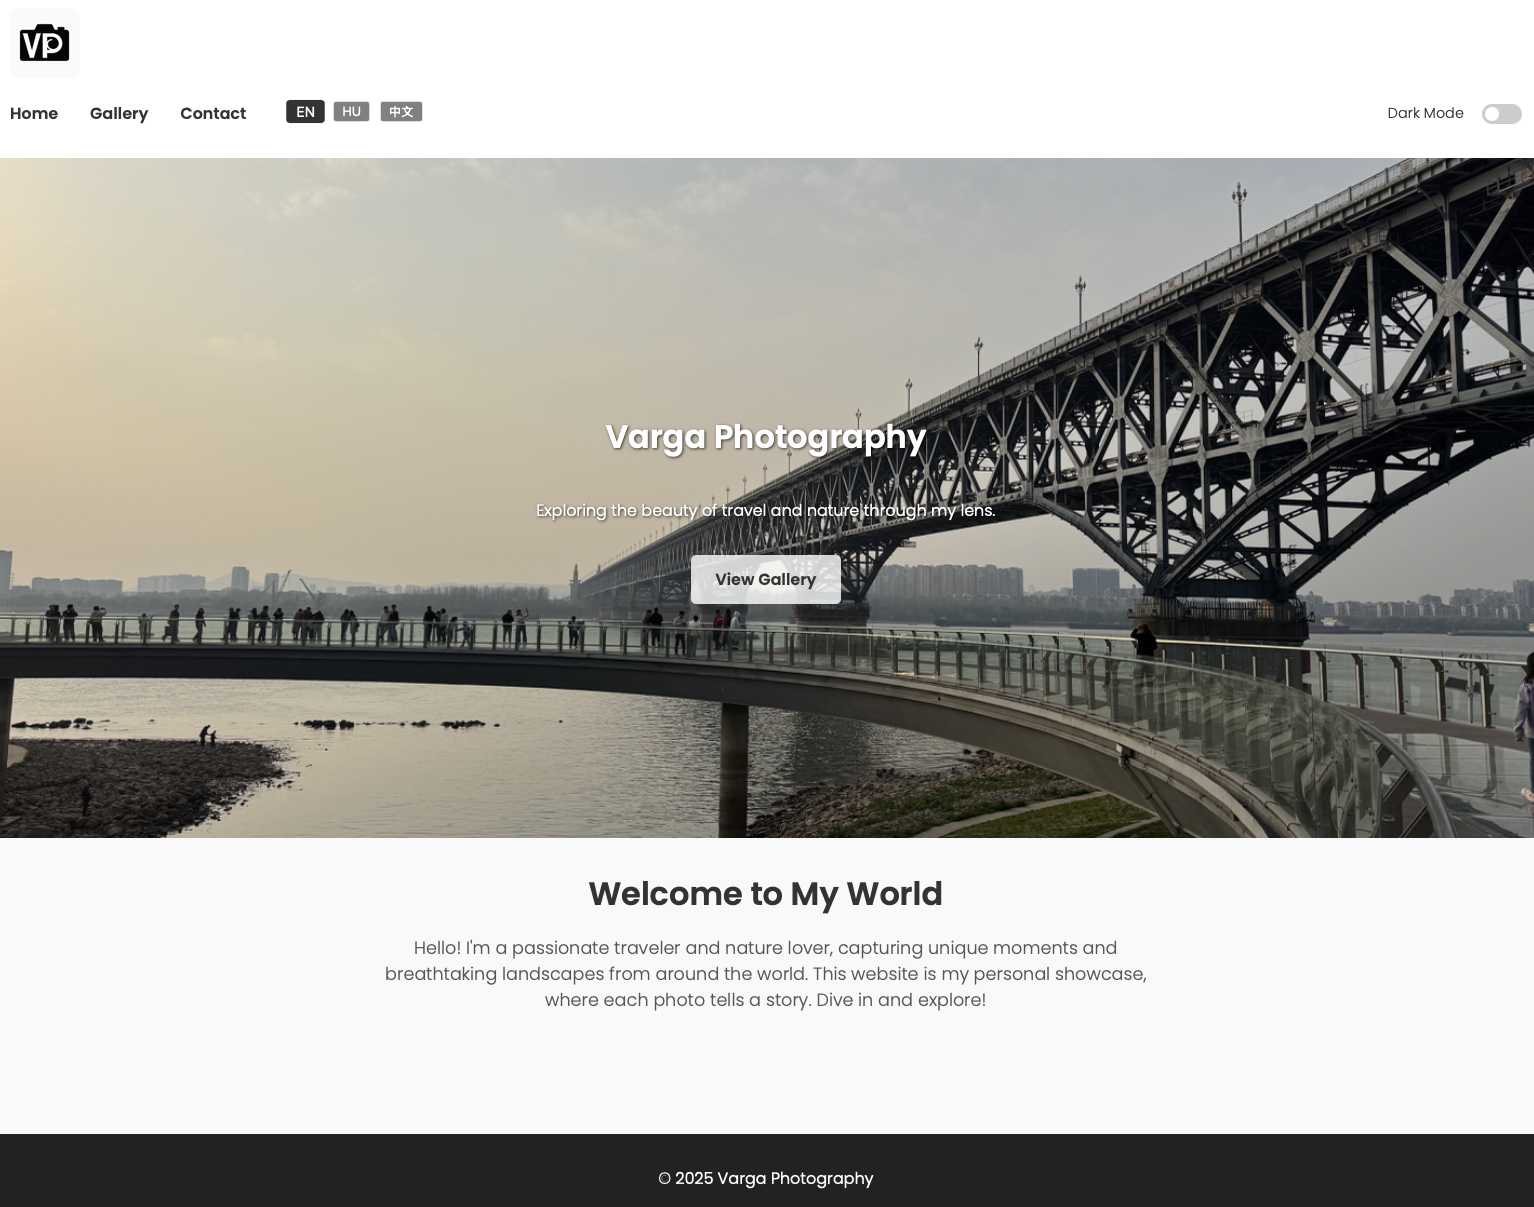 VP
Home Gallery Contact EN HU 中文 Dark Mode
Varga Photography
Exploring the beauty of travel and nature through my lens.
View Gallery
Welcome to My World
Hello! I'm a passionate traveler and nature lover, capturing unique moments and
breathtaking landscapes from around the world. This website is my personal showcase,
where each photo tells a story. Dive in and explore!
© 2025 Varga Photography